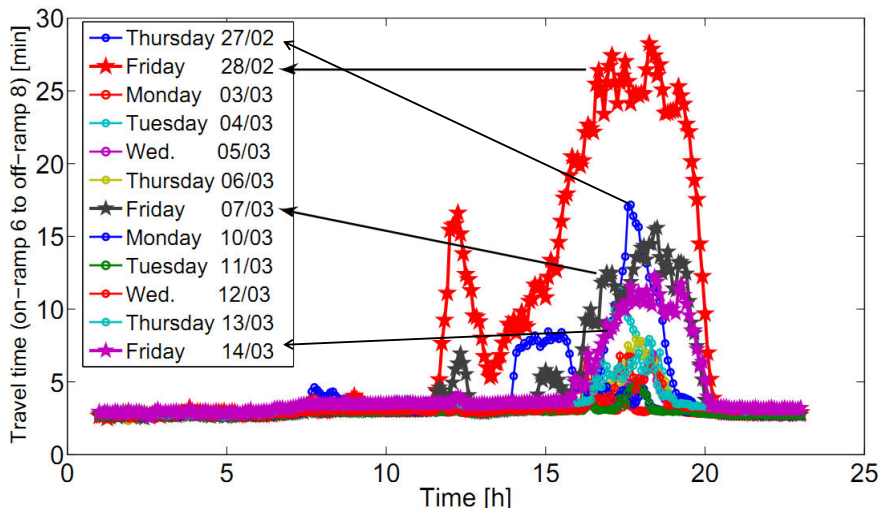 Travel time (on−ramp 6 to off−ramp 8) [min]
30
25
20
15
10
5
0
Thursday 27/02
Friday 28/02
Monday 03/03
Tuesday 04/03
Wed. 05/03
Thursday 06/03
Friday 07/03
Monday 10/03
Tuesday 11/03
Wed. 12/03
Thursday 13/03
Friday 14/03
0 5 10 15 20 25
Time [h]